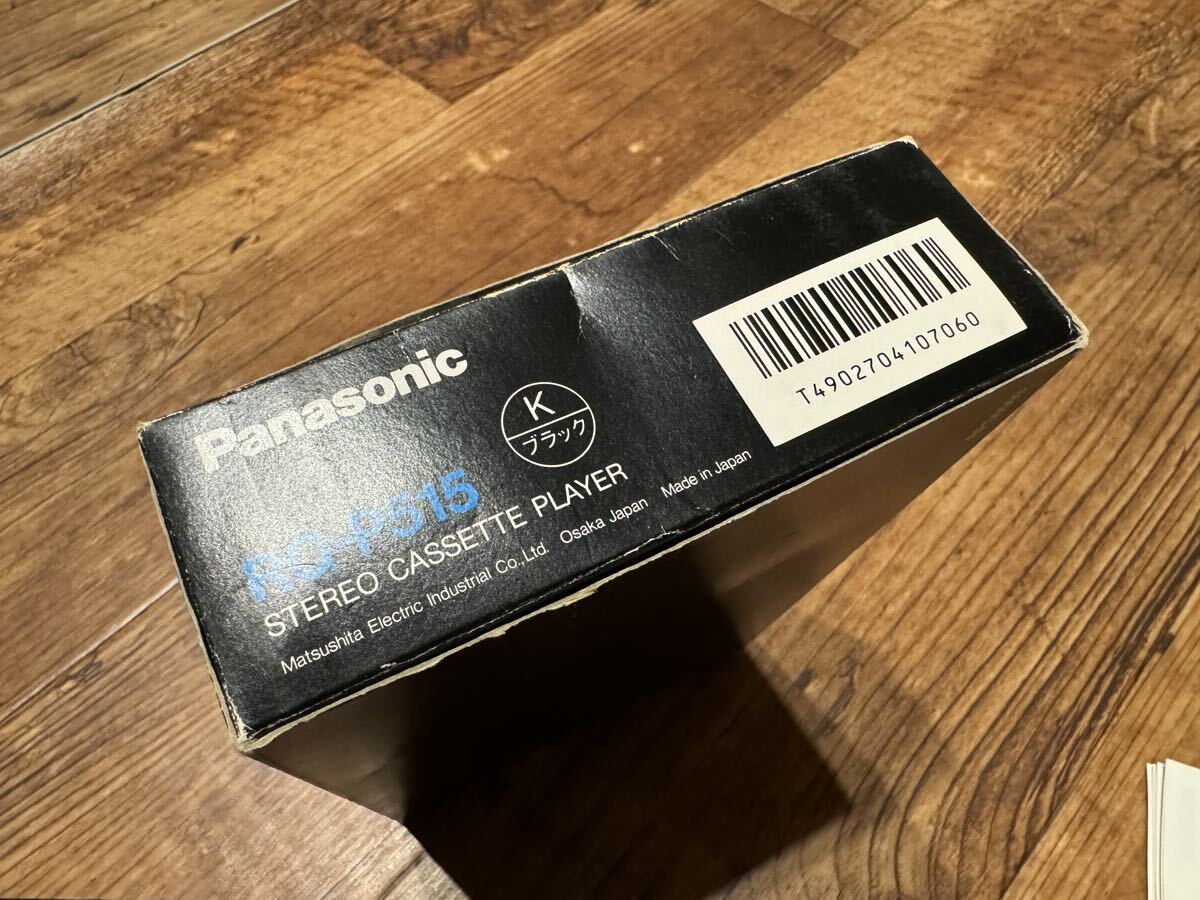 Panasonic
K
ブラック
RQ-P515
STEREO CASSETTE PLAYER
Matsushita Electric Industrial Co.,Ltd. Osaka Japan Made in Japan
T4902704107060